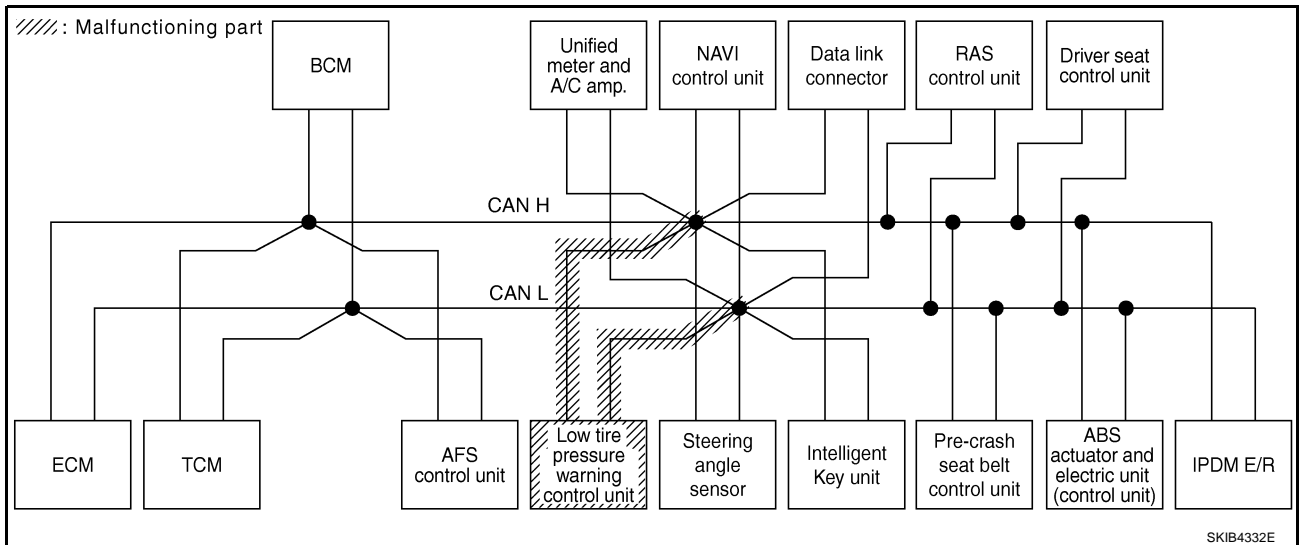 : Malfunctioning part
BCM
Unified
meter and
A/C amp.
NAVI
control unit
Data link
connector
RAS
control unit
Driver seat
control unit
CAN H
CAN L
ECM
TCM
AFS
control unit
Low tire
pressure
warning
control unit
Steering
angle
sensor
Intelligent
Key unit
Pre-crash
seat belt
control unit
ABS
actuator and
electric unit
(control unit)
IPDM E/R
SKIB4332E